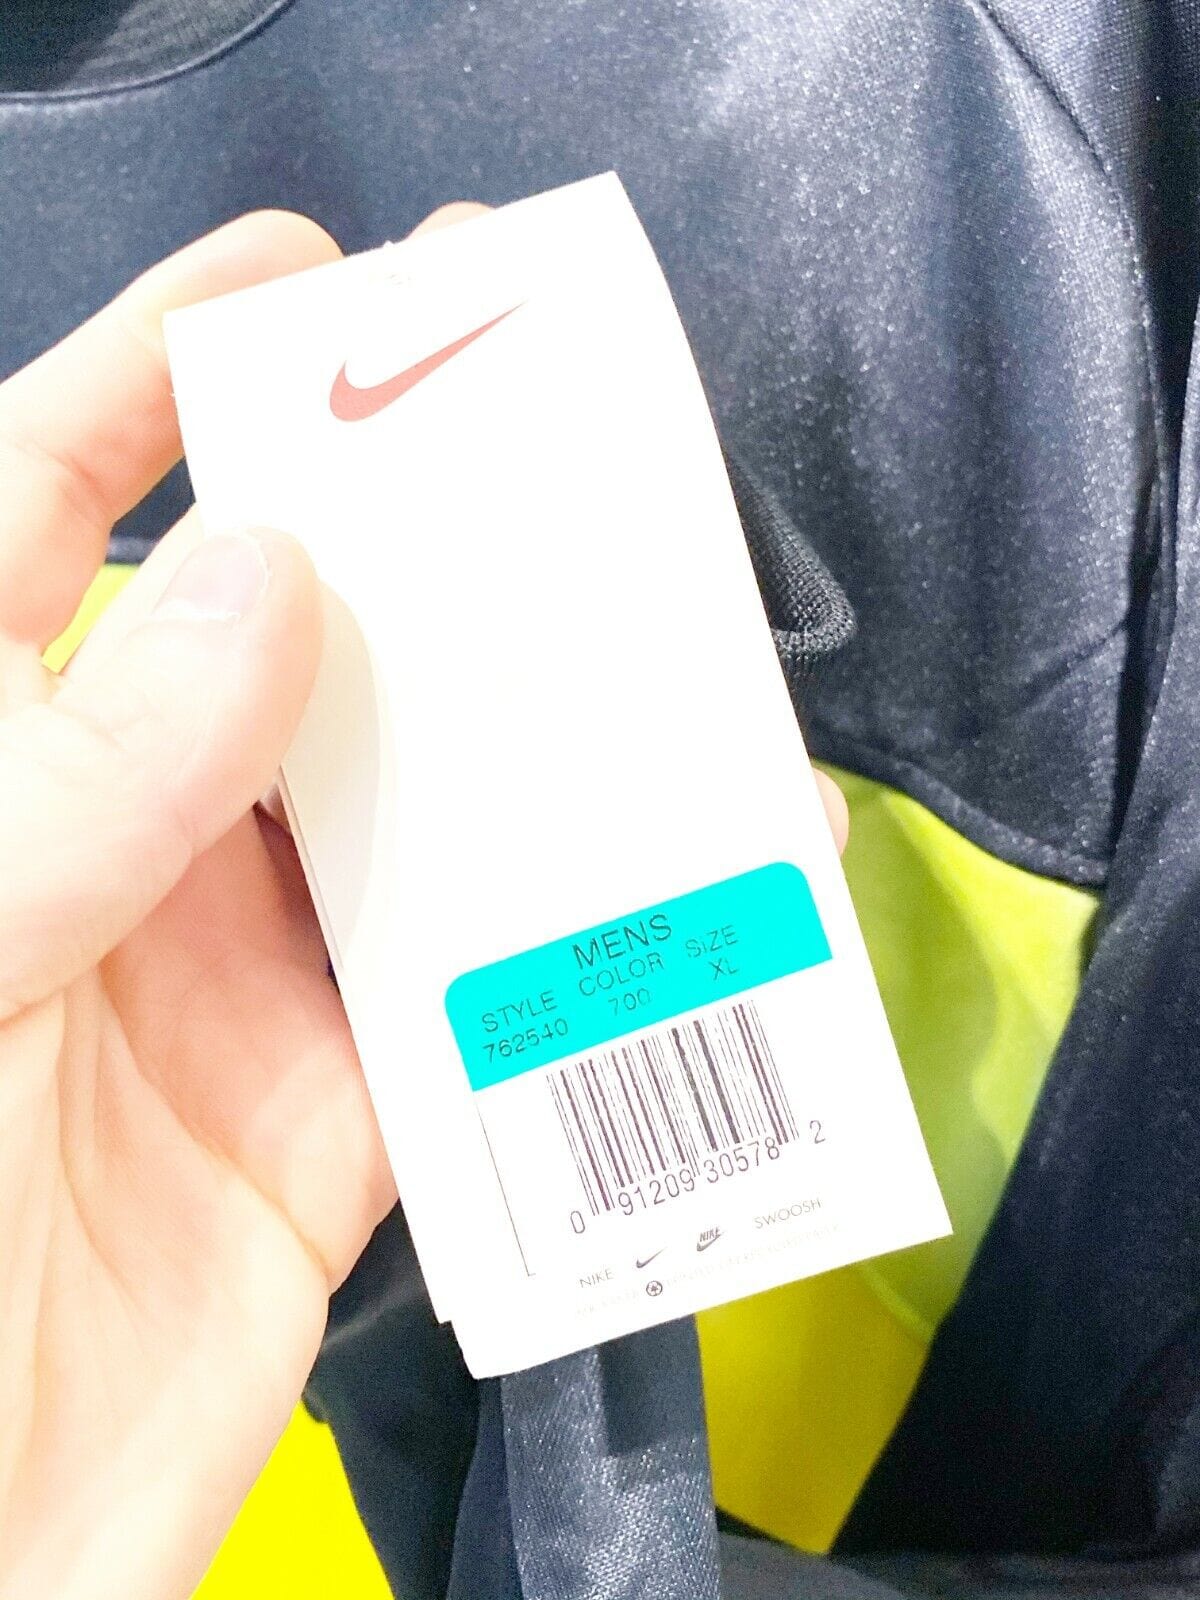 MENS
STYLE COLOR SIZE
762540 700 XL
0 91209 30578 2
NIKE NIKE SWOOSH